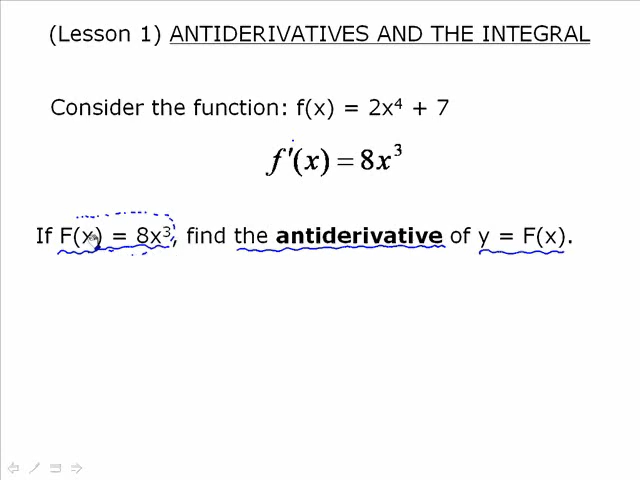 (Lesson 1) ANTIDERIVATIVES AND THE INTEGRAL
Consider the function: f(x) = 2x⁴ + 7
f'(x) = 8x³
If F(x) = 8x³, find the antiderivative of y = F(x).